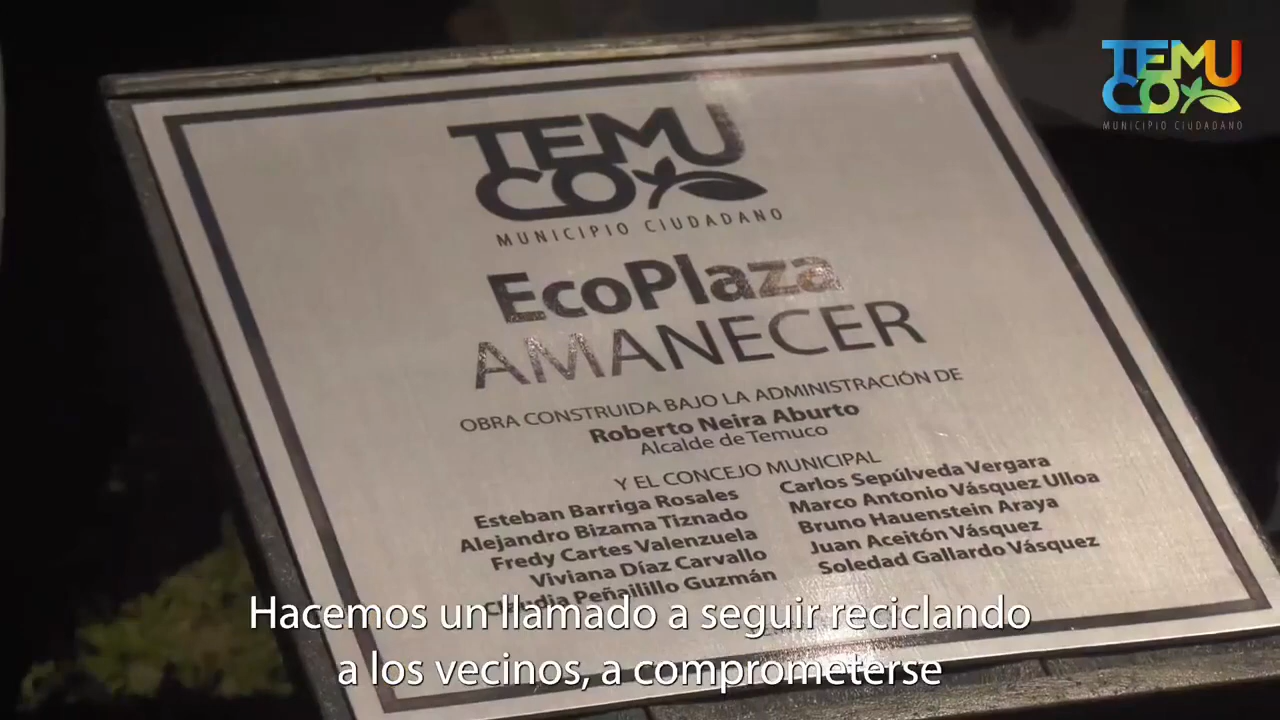 TEMU
CO
MUNICIPIO CIUDADANO
TEMU
CO
MUNICIPIO CIUDADANO
EcoPlaza
AMANECER
OBRA CONSTRUIDA BAJO LA ADMINISTRACIÓN DE
Roberto Neira Aburto
Alcalde de Temuco
Y EL CONCEJO MUNICIPAL
Esteban Barriga Rosales
Alejandro Bizama Tiznado
Fredy Cartes Valenzuela
Viviana Díaz Carvallo
Claudia Peñailillo Guzmán
Carlos Sepúlveda Vergara
Marco Antonio Vásquez Ulloa
Bruno Hauenstein Araya
Juan Aceitón Vásquez
Soledad Gallardo Vásquez
Hacemos un llamado a seguir reciclando
a los vecinos, a comprometerse